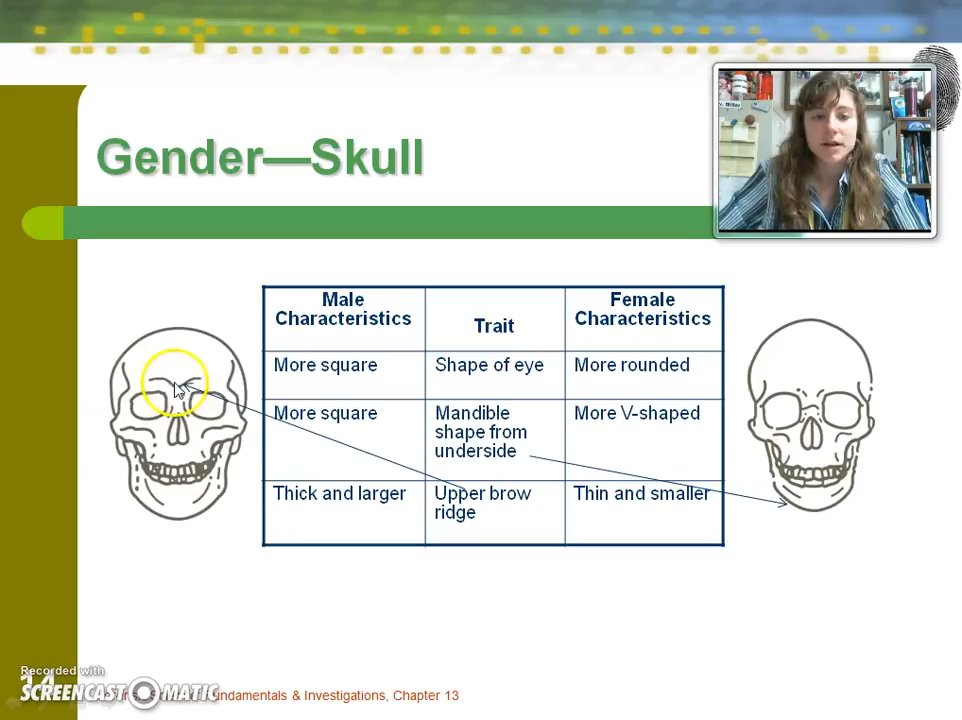 Gender—Skull
Male
Characteristics
Trait
Female
Characteristics
More square
Shape of eye
More rounded
More square
Mandible
shape from
underside
More V-shaped
Thick and larger
Upper brow
ridge
Thin and smaller
Recorded with
SCREENCAST MATIC
Fundamentals & Investigations, Chapter 13